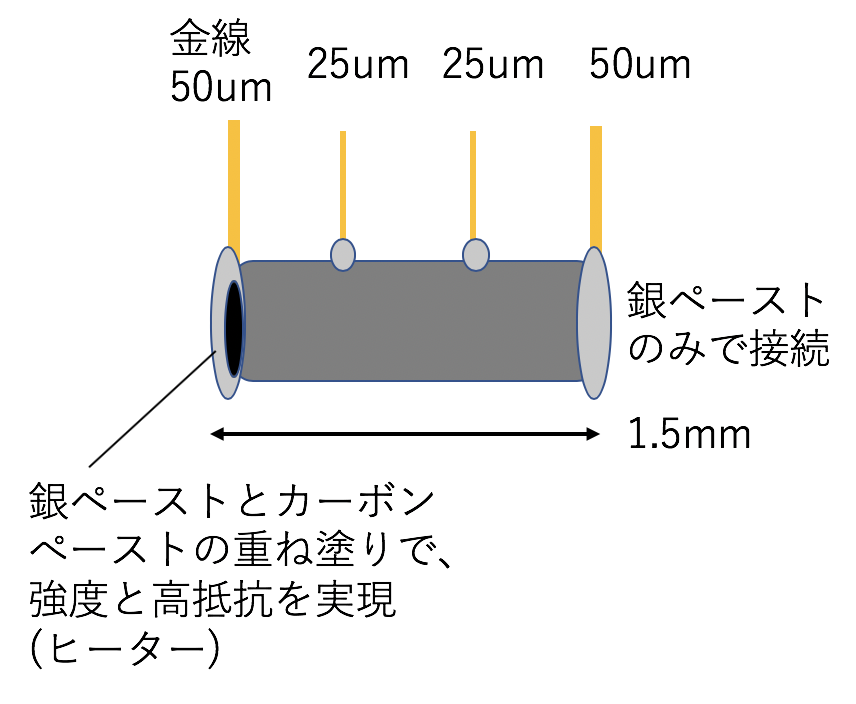 金線
50um
25um
25um
50um
銀ペースト
のみで接続
1.5mm
銀ペーストとカーボン
ペーストの重ね塗りで、
強度と高抵抗を実現
(ヒーター)